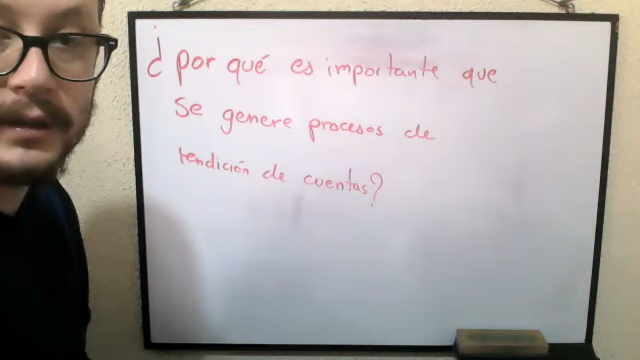 ¿por qué es importante que
se genere procesos de
rendición de cuentas?